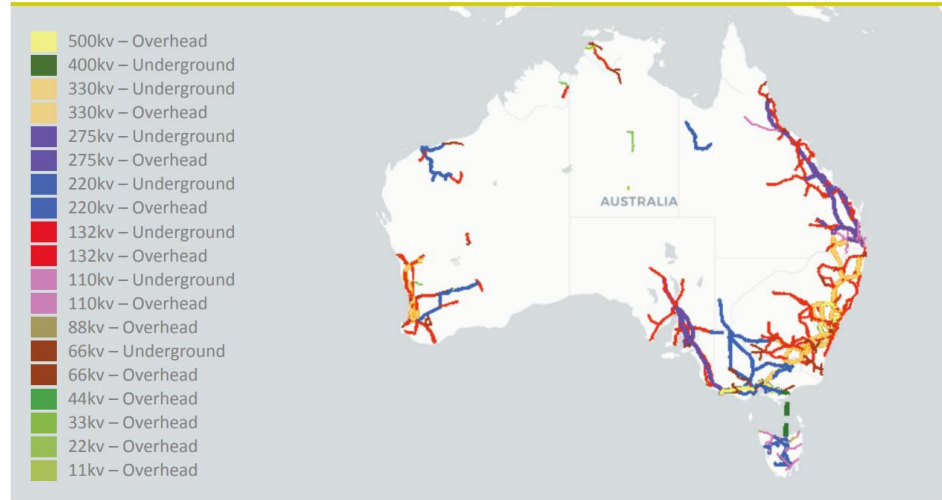 500kv – Overhead
400kv – Underground
330kv – Underground
330kv – Overhead
275kv – Underground
275kv – Overhead
220kv – Underground
220kv – Overhead
132kv – Underground
132kv – Overhead
110kv – Underground
110kv – Overhead
88kv – Overhead
66kv – Underground
66kv – Overhead
44kv – Overhead
33kv – Overhead
22kv – Overhead
11kv – Overhead
AUSTRALIA